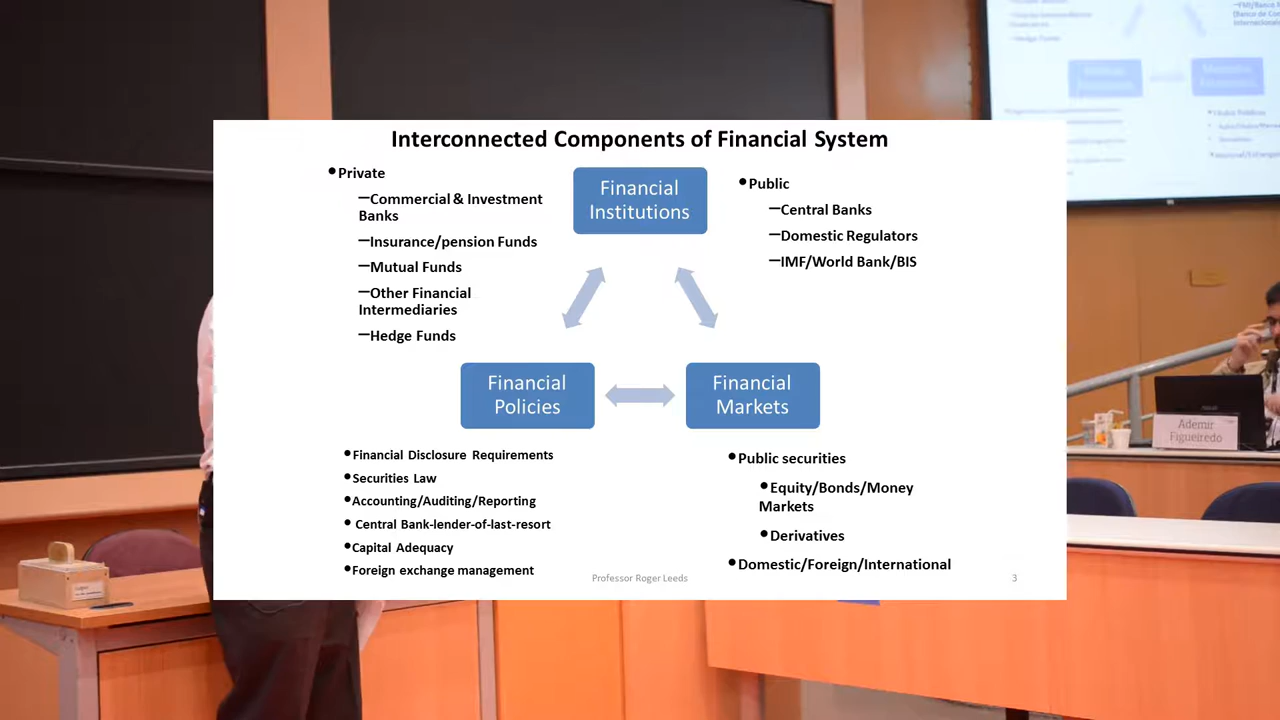 Interconnected Components of Financial System
•Private
–Commercial & Investment
Banks
–Insurance/pension Funds
–Mutual Funds
–Other Financial
Intermediaries
–Hedge Funds
Financial
Institutions
•Public
–Central Banks
–Domestic Regulators
–IMF/World Bank/BIS
Financial
Policies
Financial
Markets
•Financial Disclosure Requirements
•Securities Law
•Accounting/Auditing/Reporting
• Central Bank-lender-of-last-resort
•Capital Adequacy
•Foreign exchange management
•Public securities
•Equity/Bonds/Money
Markets
•Derivatives
•Domestic/Foreign/International
Professor Roger Leeds
3
Ademir
Figueiredo